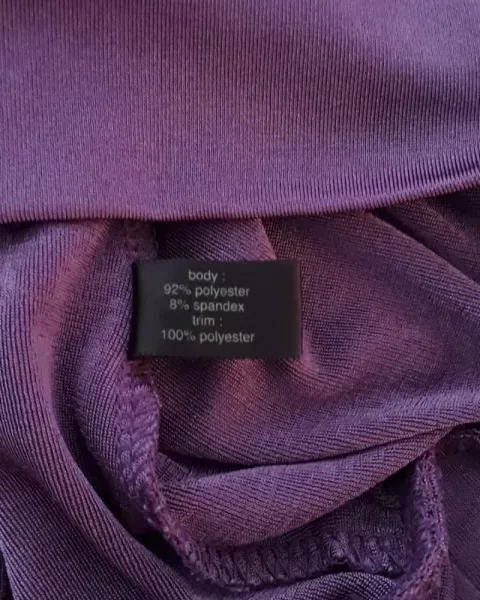 body :
92% polyester
8% spandex
trim :
100% polyester